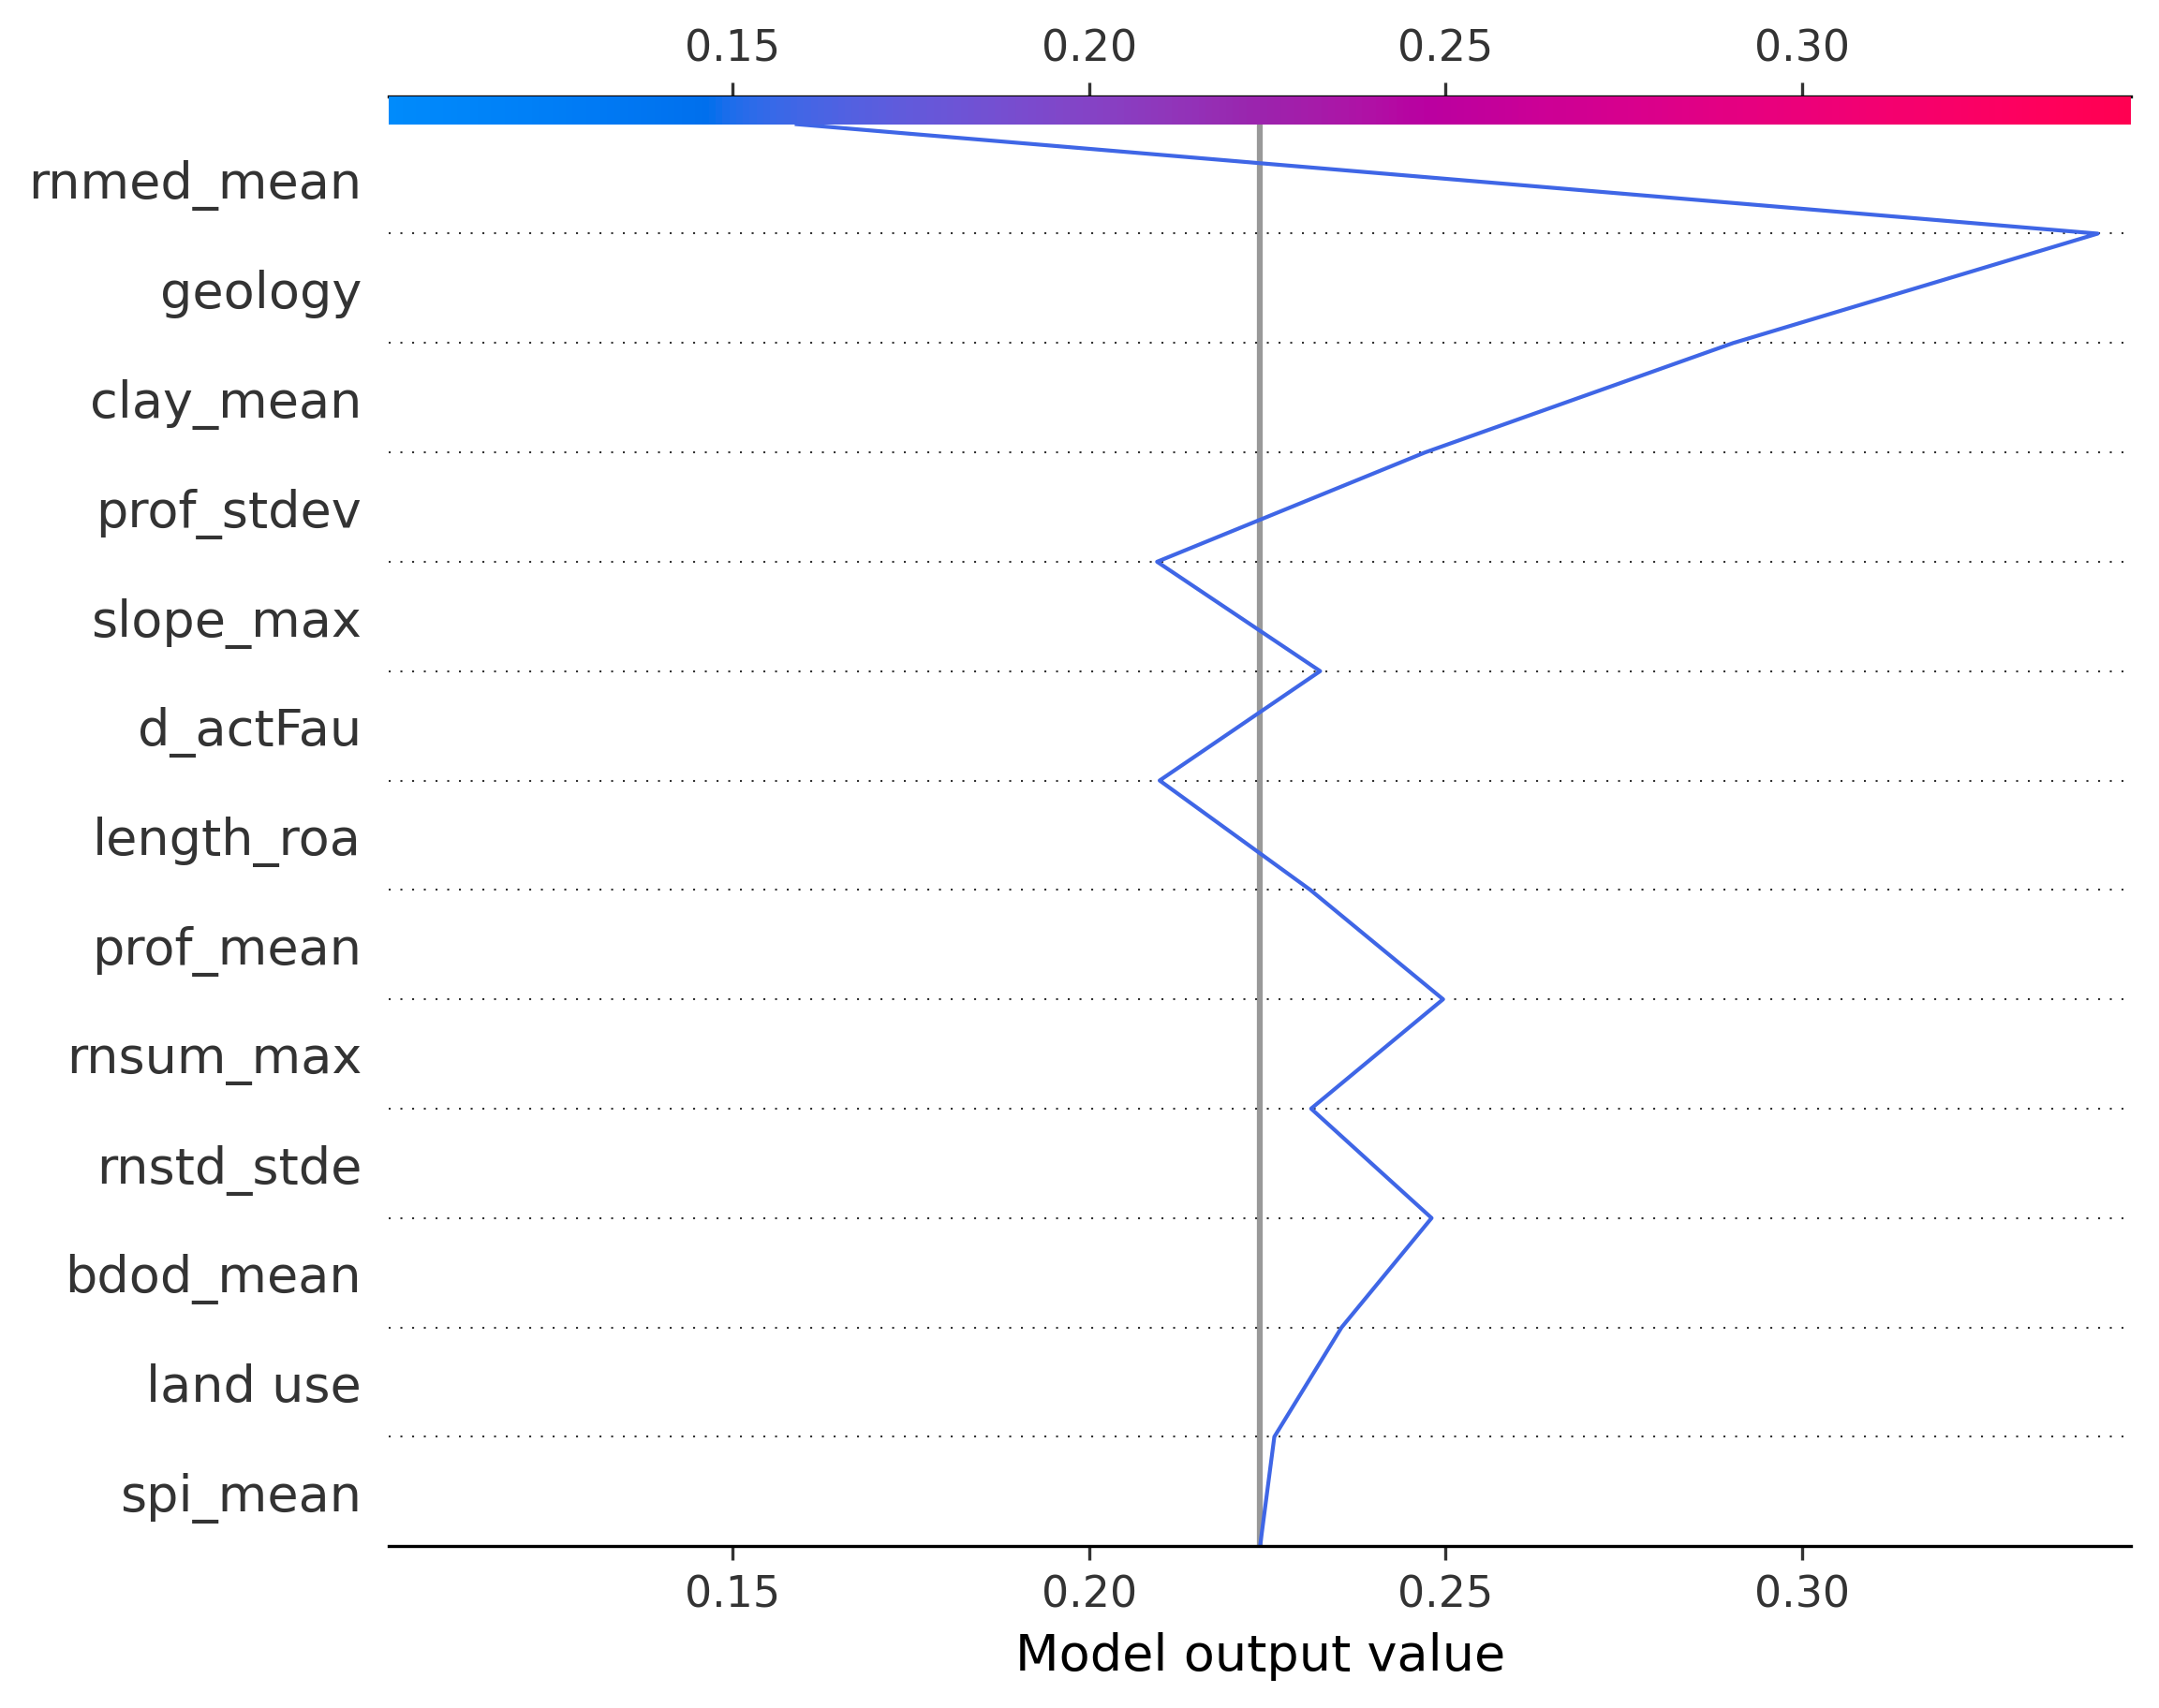 0.15 0.20 0.25 0.30
rnmed_mean
geology
clay_mean
prof_stdev
slope_max
d_actFau
length_roa
prof_mean
rnsum_max
rnstd_stde
bdod_mean
land use
spi_mean
0.15 0.20 0.25 0.30
Model output value